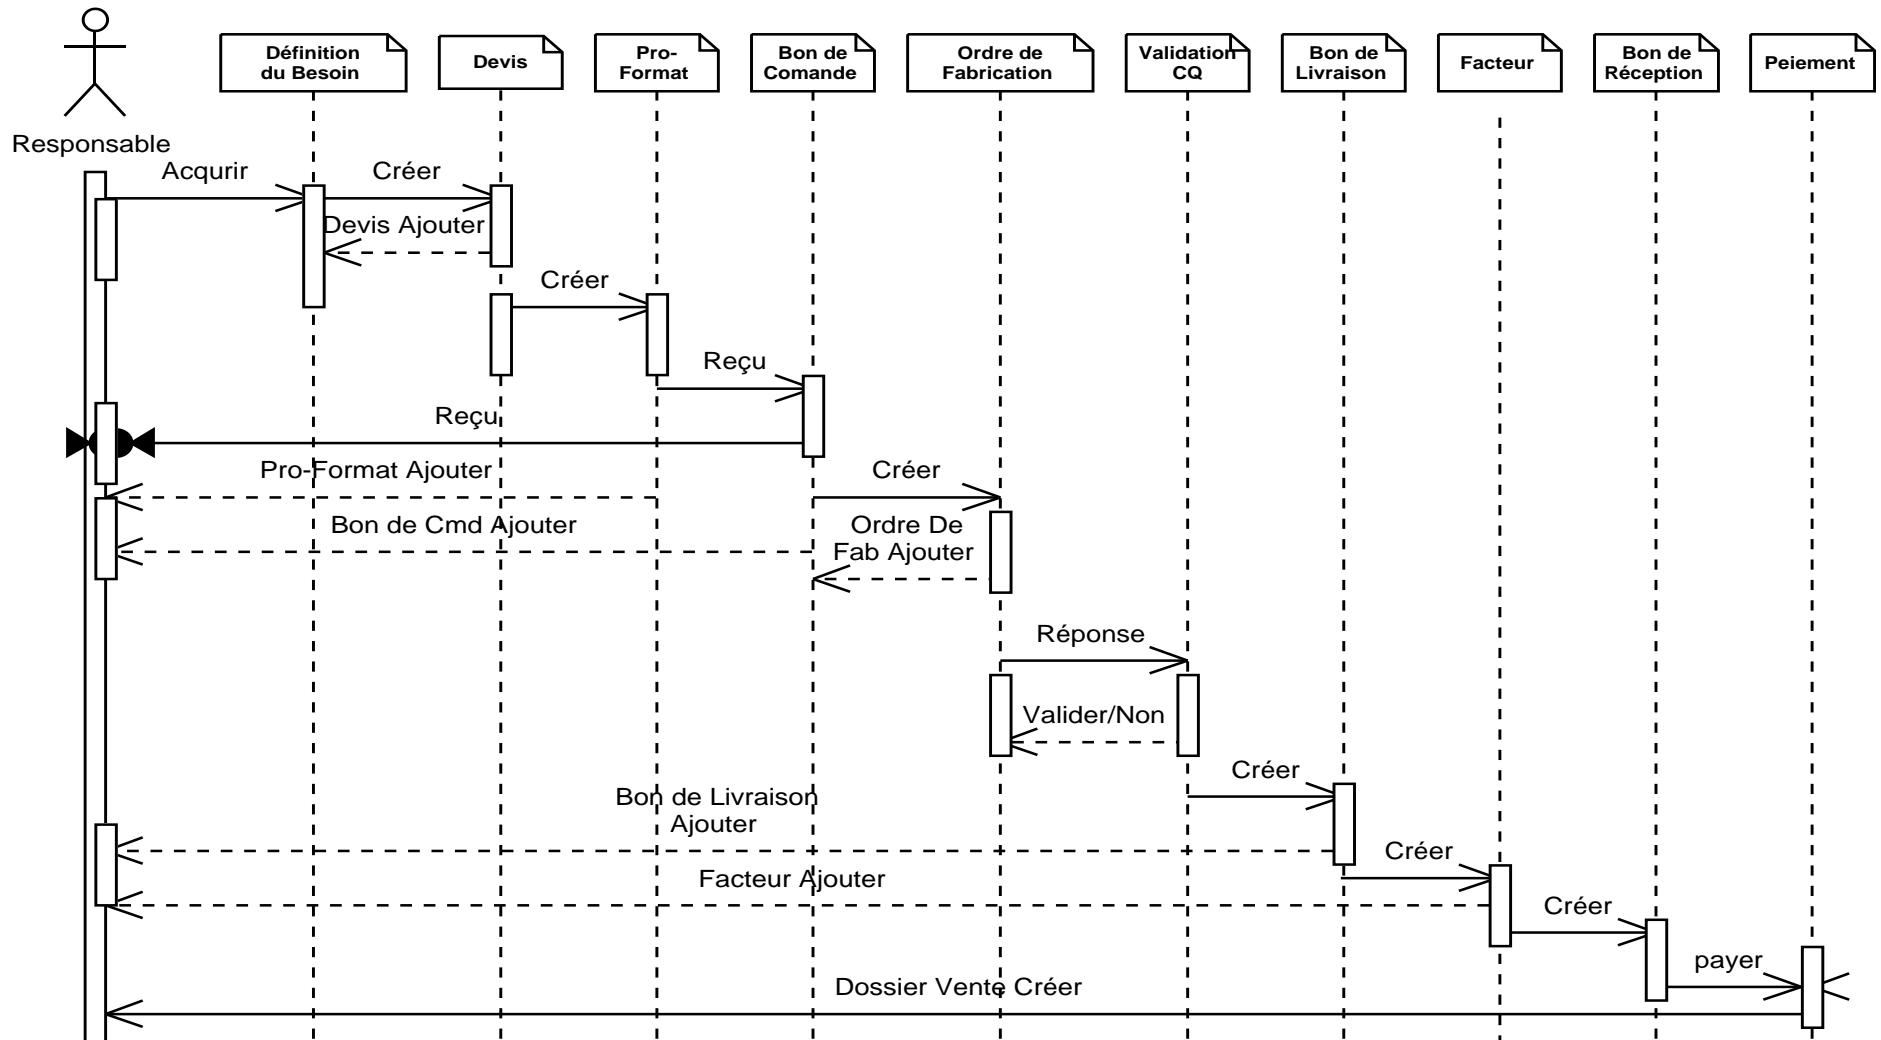 Définition
du Besoin
Devis
Pro-
Format
Bon de
Comande
Ordre de
Fabrication
Validation
CQ
Bon de
Livraison
Facteur
Bon de
Réception
Peiement
Responsable
Acqurir
Créer
Devis Ajouter
Créer
Reçu
Reçu
Pro-Format Ajouter
Créer
Bon de Cmd Ajouter
Ordre De
Fab Ajouter
Réponse
Valider/Non
Créer
Bon de Livraison
Ajouter
Créer
Facteur Ajouter
Créer
payer
Dossier Vente Créer